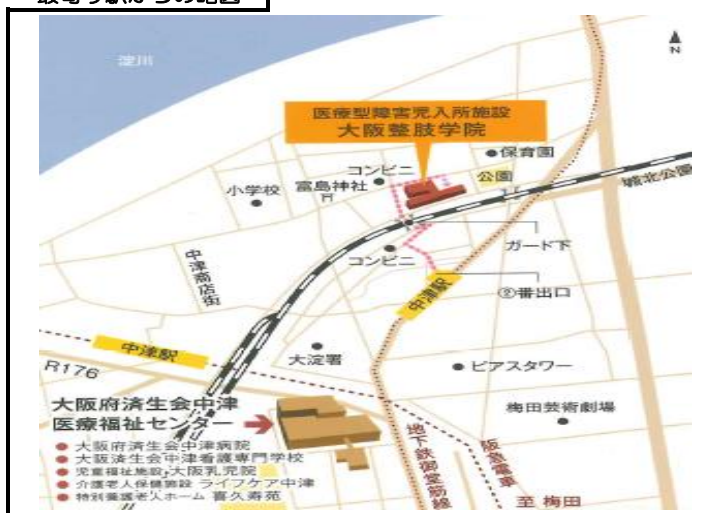 最寄り駅からの地図
淀川
N
医療型障害児入所施設
大阪整肢学院
保育園
コンビニ
公園
城北公園
小学校
富島神社
ガード下
コンビニ
中津商店街
中津駅
②番出口
中津駅
大淀署
ピアスタワー
R176
大阪府済生会中津
医療福祉センター
梅田芸術劇場
大阪府済生会中津病院
大阪済生会中津看護専門学校
児童福祉施設 大阪乳児院
介護老人保健施設 ライフケア中津
特別養護老人ホーム 喜久寿苑
地下鉄御堂筋線
阪急電車
至 梅田